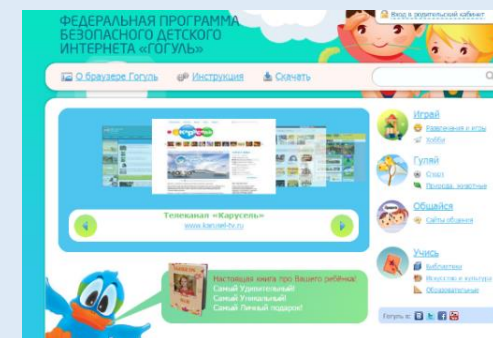 ФЕДЕРАЛЬНАЯ ПРОГРАММА
БЕЗОПАСНОГО ДЕТСКОГО
ИНТЕРНЕТА «ГОГУЛЬ»
Вход в родительский кабинет
О браузере Гогуль
Инструкция
Скачать
Играй
Развлечения и игры
Хобби
Гуляй
Спорт
Природа, животные
Общайся
Сайты общения
Учись
Библиотеки
Искусство и культура
Образовательные
Телеканал «Карусель»
www.karusel-tv.ru
Настоящая книга про Вашего ребёнка!
Самый Удивительный!
Самый Уникальный!
Самый Личный подарок!
Гогуль в: